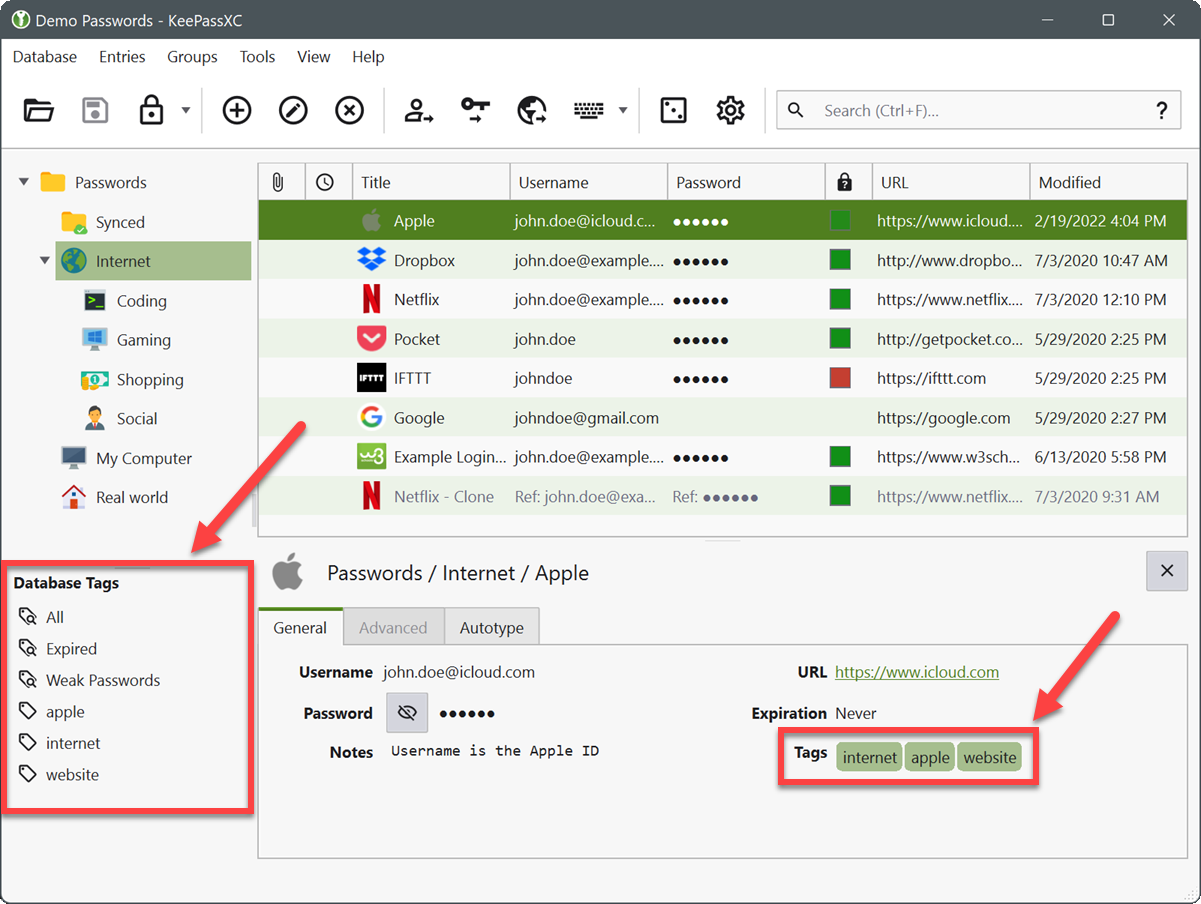 Demo Passwords - KeePassXC
Database Entries Groups Tools View Help
Search (Ctrl+F)... ?
Passwords
Synced
Internet
Coding
Gaming
Shopping
Social
My Computer
Real world
Title Username Password URL Modified
Apple john.doe@icloud.c... ●●●●●● https://www.icloud.... 2/19/2022 4:04 PM
Dropbox john.doe@example.... ●●●●●● http://www.dropbo... 7/3/2020 10:47 AM
Netflix john.doe@example.... ●●●●●● https://www.netflix.... 7/3/2020 12:10 PM
Pocket john.doe ●●●●●● http://getpocket.co... 5/29/2020 2:25 PM
IFTTT IFTTT johndoe ●●●●●● https://ifttt.com 5/29/2020 2:25 PM
Google johndoe@gmail.com https://google.com 5/29/2020 2:27 PM
w3 Example Login... john.doe@example.... ●●●●●● https://www.w3sch... 6/13/2020 5:58 PM
Netflix - Clone Ref: john.doe@exa... Ref: ●●●●●● https://www.netflix.... 7/3/2020 9:31 AM
Database Tags
All
Expired
Weak Passwords
apple
internet
website
Passwords / Internet / Apple
General Advanced Autotype
Username john.doe@icloud.com
Password ●●●●●●
Notes Username is the Apple ID
URL https://www.icloud.com
Expiration Never
Tags internet apple website